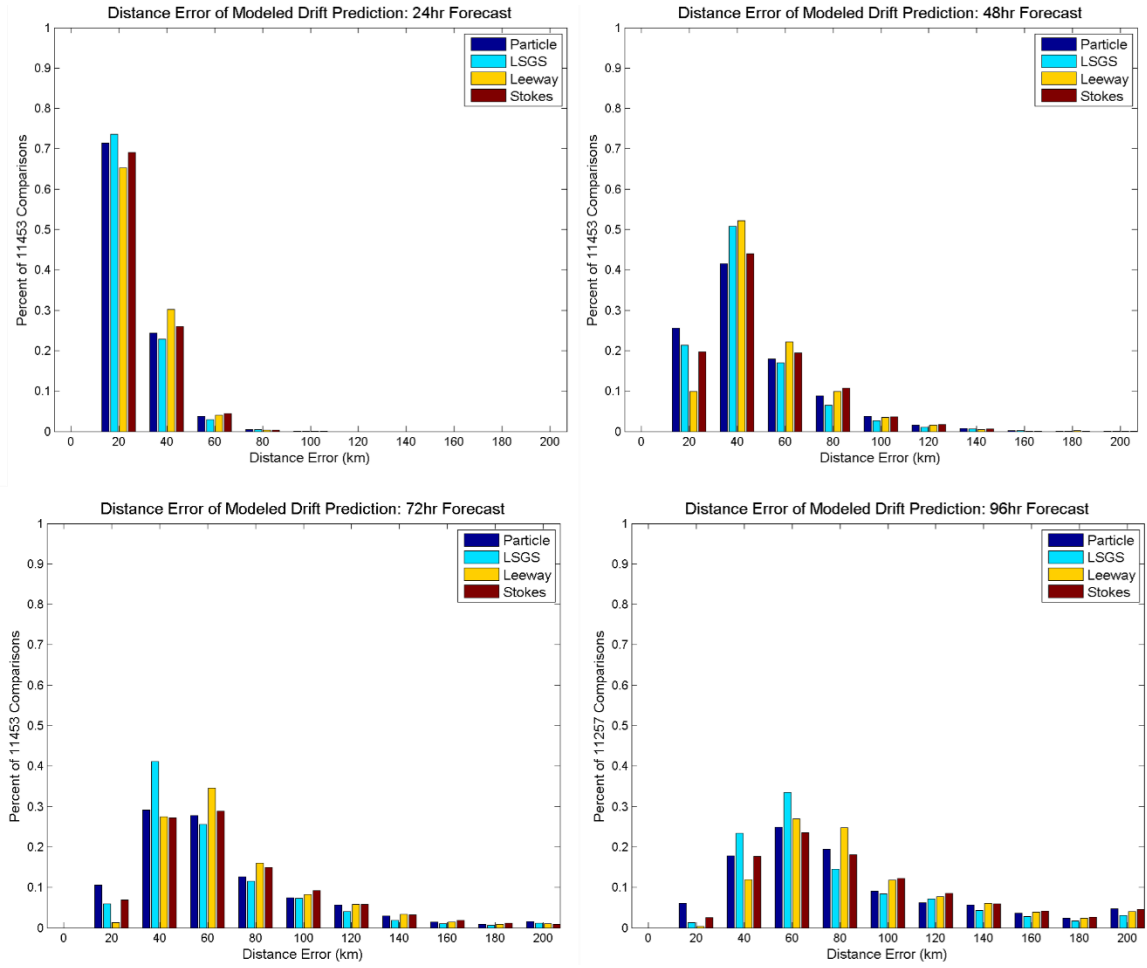 Distance Error of Modeled Drift Prediction: 24hr Forecast
1
0.9
0.8
0.7
0.6
0.5
0.4
0.3
0.2
0.1
0
Percent of 11453 Comparisons
Particle
LSGS
Leeway
Stokes
0 20 40 60 80 100 120 140 160 180 200
Distance Error (km)
Distance Error of Modeled Drift Prediction: 48hr Forecast
1
0.9
0.8
0.7
0.6
0.5
0.4
0.3
0.2
0.1
0
Percent of 11453 Comparisons
Particle
LSGS
Leeway
Stokes
0 20 40 60 80 100 120 140 160 180 200
Distance Error (km)
Distance Error of Modeled Drift Prediction: 72hr Forecast
1
0.9
0.8
0.7
0.6
0.5
0.4
0.3
0.2
0.1
0
Percent of 11453 Comparisons
Particle
LSGS
Leeway
Stokes
0 20 40 60 80 100 120 140 160 180 200
Distance Error (km)
Distance Error of Modeled Drift Prediction: 96hr Forecast
1
0.9
0.8
0.7
0.6
0.5
0.4
0.3
0.2
0.1
0
Percent of 11257 Comparisons
Particle
LSGS
Leeway
Stokes
0 20 40 60 80 100 120 140 160 180 200
Distance Error (km)